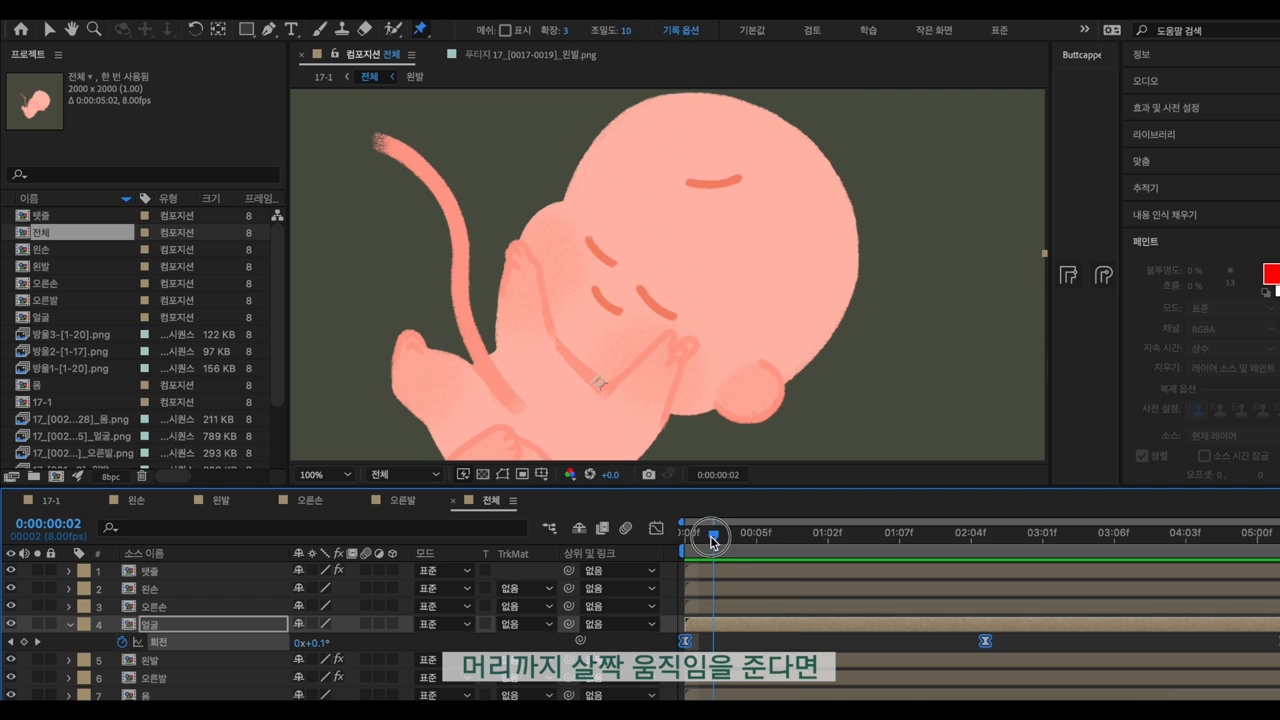 메쉬: 표시 확장: 3 조밀도: 10 기록 옵션 기본값 검토 학습 작은 화면 표준 도움말 검색
프로젝트
전체 , 한 번 사용됨
2000 x 2000 (1.00)
Δ 0:00:05:02, 8.00fps
이름 유형 크기 프레임...
탯줄 컴포지션 8
전체 컴포지션 8
왼손 컴포지션 8
왼발 컴포지션 8
오른손 컴포지션 8
오른발 컴포지션 8
얼굴 컴포지션 8
방울3-[1-20].png ...시퀀스 122 KB 8
방울2-[1-17].png ...시퀀스 97 KB 8
방울1-[1-20].png ...시퀀스 156 KB 8
몸 컴포지션 8
17-1 컴포지션 8
17_[002...28]_몸.png ...시퀀스 211 KB 8
17_[002...5]_얼굴.png ...시퀀스 789 KB 8
17_[002..._]_오른발.png ...시퀀스 293 KB 8
8bpc
컴포지션 전체 푸티지 17_[0017-0019]_왼발.png
17-1 전체 왼발
100% 전체 +0.0 0:00:00:02
Buttcappe
정보
오디오
효과 및 사전 설정
라이브러리
맞춤
추적기
내용 인식 채우기
페인트
불투명도: 0 %
흐름: 0 %
13
모드: 표준
채널: RGBA
지속 시간: 상수
지우기: 레이어 소스 및 페인트
복제 옵션
사전 설정:
소스: 현재 레이어
정렬 소스 시간 잠금
오프셋: 0 ,
17-1 왼손 왼발 오른손 오른발 전체
0:00:00:02
00002 (8.00fps)
00:05f 01:02f 01:07f 02:04f 03:01f 03:06f 04:03f 05:00f
# 소스 이름 모드 T TrkMat 상위 및 링크
1 탯줄 표준 없음
2 왼손 표준 없음 없음
3 오른손 표준 없음 없음
4 얼굴 표준 없음 없음
회전 0x+0.1°
5 왼발 표준
6 오른발 표준
7 몸 표준 없음 없음
머리까지 살짝 움직임을 준다면